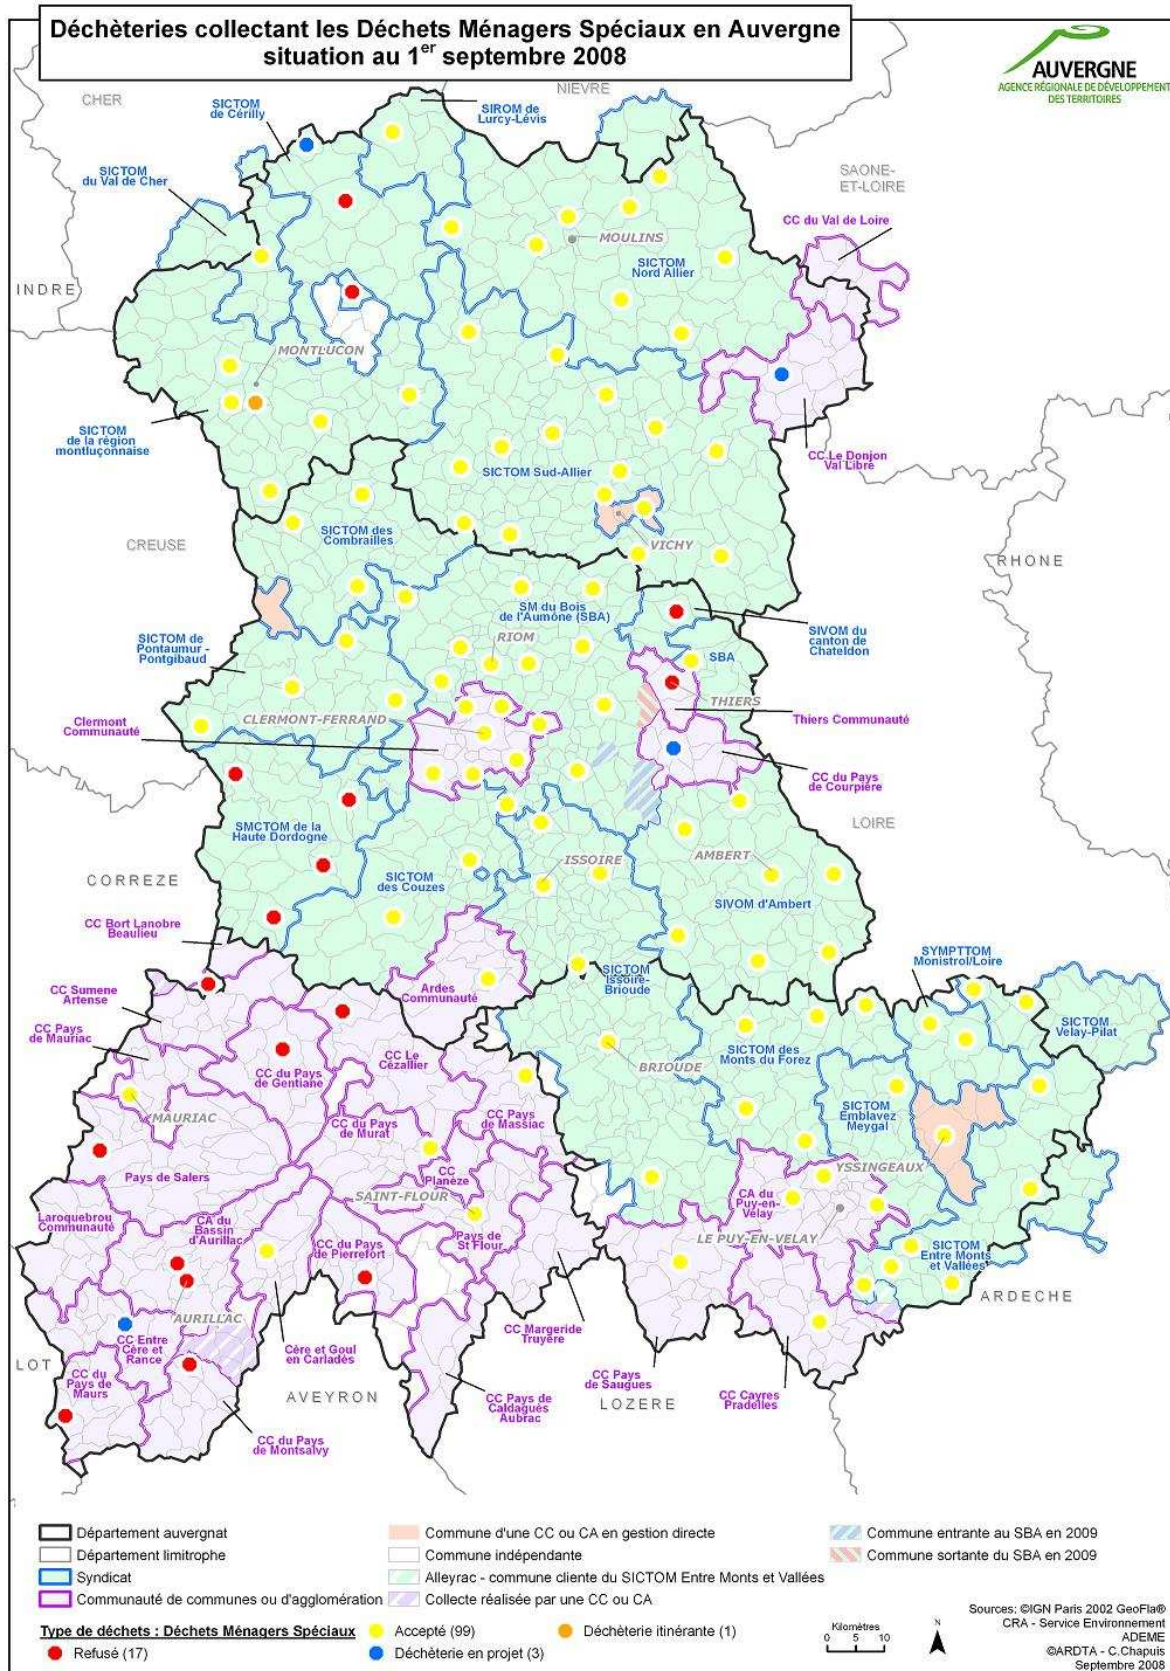 Déchèteries collectant les Déchets Ménagers Spéciaux en Auvergne
situation au 1er septembre 2008
AUVERGNE
AGENCE RÉGIONALE DE DÉVELOPPEMENT
DES TERRITOIRES
CHER
NIEVRE
SICTOM
de Cérilly
SIROM de
Lurcy-Lévis
SICTOM
du Val de Cher
SAONE-
ET-LOIRE
CC du Val de Loire
MOULINS
SICTOM
Nord Allier
INDRE
MONTLUCON
SICTOM
de la région
montluçonnaise
CC Le Donjon
Val Libre
SICTOM Sud-Allier
SICTOM des
Combrailles
VICHY
CREUSE
RHONE
SM du Bois
de l'Aumône (SBA)
RIOM
SIVOM du
canton de
Chateldon
SICTOM de
Pontaumur -
Pontgibaud
SBA
THIERS
Clermont
Communauté
CLERMONT-FERRAND
Thiers Communauté
CC du Pays
de Courpière
SMCTOM de la
Haute Dordogne
LOIRE
ISSOIRE
AMBERT
CORREZE
SICTOM
des Couzes
SIVOM d'Ambert
CC Bort Lanobre
Beaulieu
SYMPTTOM
Monistrol/Loire
SICTOM
Issoire-
Brioude
Ardes
Communauté
CC Sumene
Artense
SICTOM
Velay-Pilat
CC Pays
de Mauriac
CC Le
Cézallier
SICTOM des
Monts du Forez
CC du Pays
de Gentiane
BRIOUDE
MAURIAC
CC du Pays
de Murat
CC Pays
de Massiac
SICTOM
Emblavez
Meygal
CC
Planèze
YSSINGEAUX
Pays de Salers
SAINT-FLOUR
CA du
Puy-en-
Velay
Laroquebrou
Communauté
CA du
Bassin
d'Aurillac
CC du Pays
de Pierrefort
Pays de
St Flour
LE PUY-EN-VELAY
SICTOM
Entre Monts
et Vallées
ARDECHE
AURILLAC
CC Entre
Cère et
Rance
Cère et Goul
en Carladés
CC Margeride
Truyère
LOT
CC du
Pays de
Maurs
AVEYRON
CC Pays de
Caldaguès
Aubrac
CC Pays
de Saugues
LOZERE
CC Cayres
Pradelles
CC du Pays
de Montsalvy
Département auvergnat
Commune d'une CC ou CA en gestion directe
Commune entrante au SBA en 2009
Département limitrophe
Commune indépendante
Commune sortante du SBA en 2009
Syndicat
Alleyrac - commune cliente du SICTOM Entre Monts et Vallées
Communauté de communes ou d'agglomération
Collecte réalisée par une CC ou CA
Type de déchets : Déchets Ménagers Spéciaux
Accepté (99)
Déchèterie itinérante (1)
Refusé (17)
Déchèterie en projet (3)
Kilomètres
0 5 10
N
Sources: ©IGN Paris 2002 GeoFla®
CRA - Service Environnement
ADEME
©ARDTA - C.Chapuis
Septembre 2008